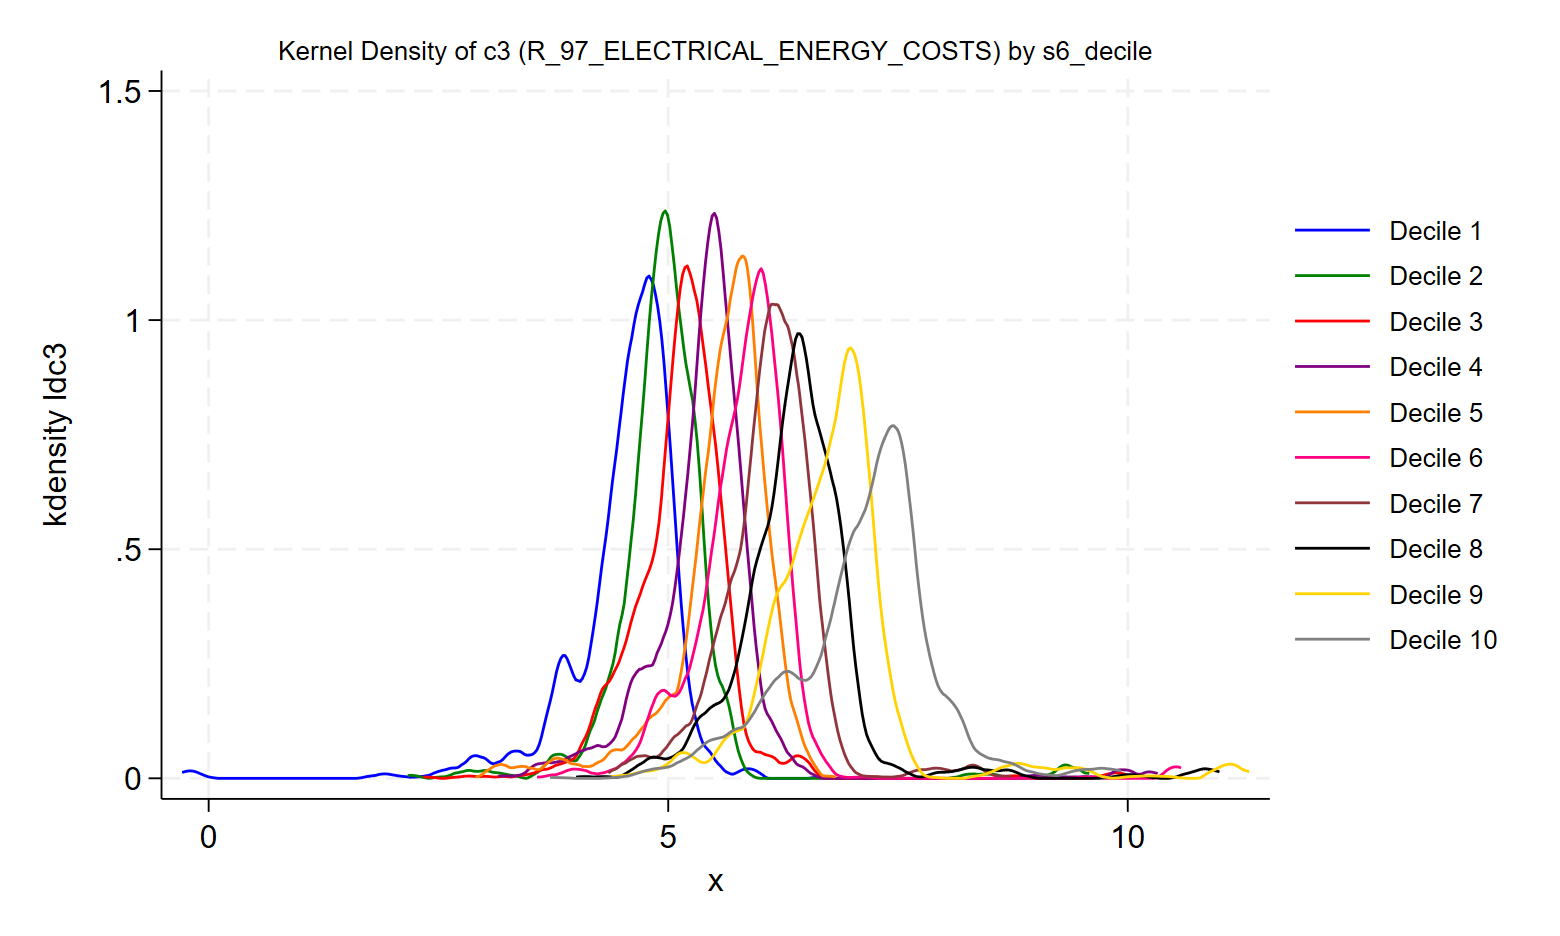 Kernel Density of c3 (R_97_ELECTRICAL_ENERGY_COSTS) by s6_decile
1.5
1
.5
0
kdensity ldc3
0 5 10
x
Decile 1
Decile 2
Decile 3
Decile 4
Decile 5
Decile 6
Decile 7
Decile 8
Decile 9
Decile 10